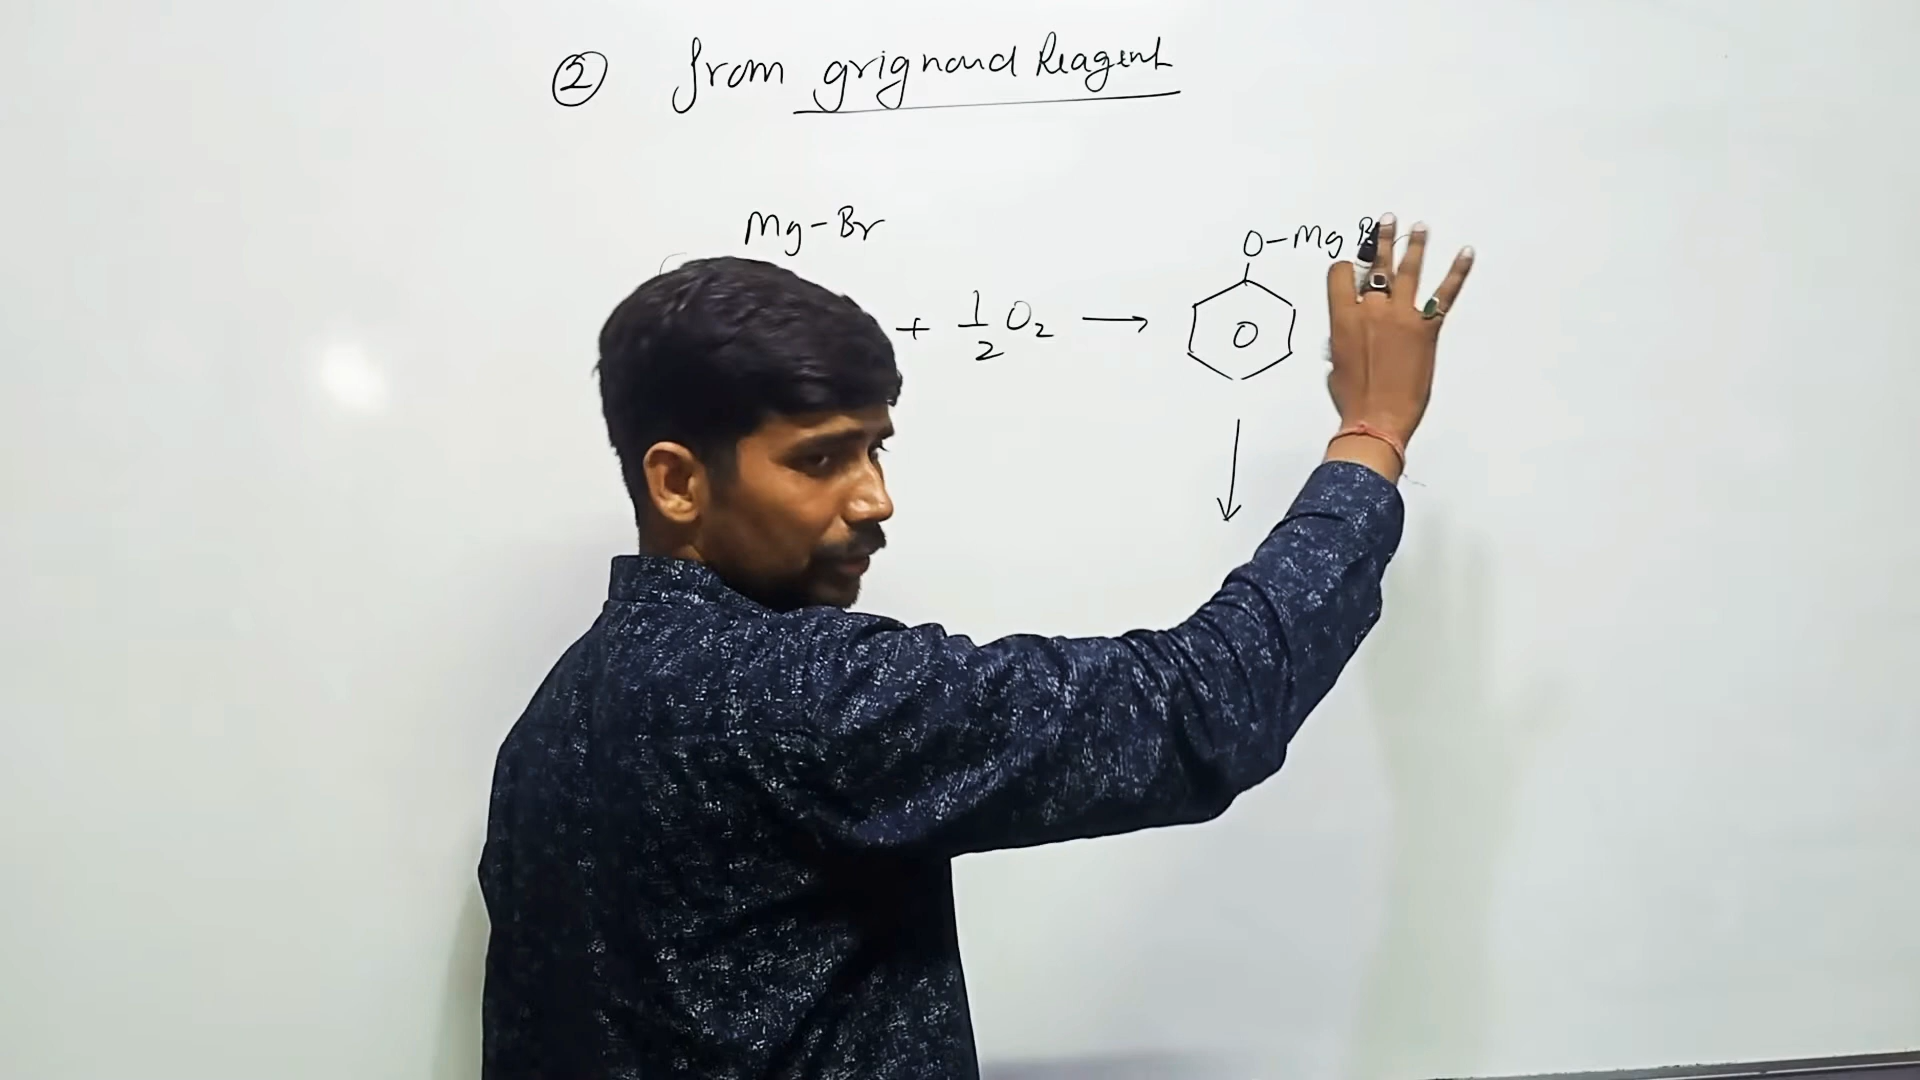 ② from grignard Reagent
Mg-Br
O-Mg B
+ 1/2 O2 → O